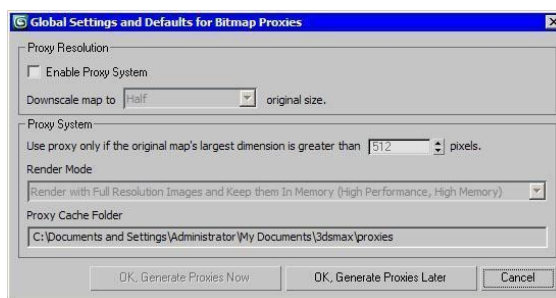 Global Settings and Defaults for Bitmap Proxies
Proxy Resolution
Enable Proxy System
Downscale map to Half original size.
Proxy System
Use proxy only if the original map's largest dimension is greater than 512 pixels.
Render Mode
Render with Full Resolution Images and Keep them In Memory (High Performance, High Memory)
Proxy Cache Folder
C:\Documents and Settings\Administrator\My Documents\3dsmax\proxies
OK, Generate Proxies Now OK, Generate Proxies Later Cancel